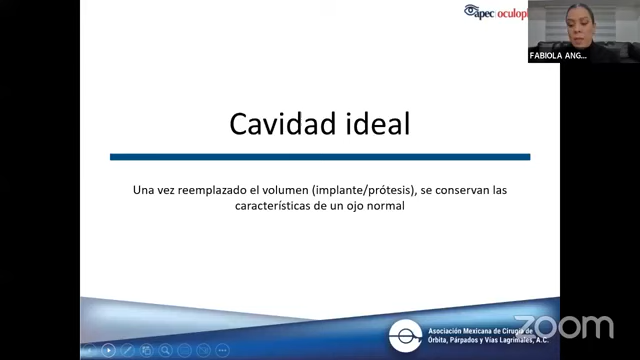 apec oculopl
FABIOLA ANG...
Cavidad ideal
Una vez reemplazado el volumen (implante/prótesis), se conservan las
características de un ojo normal
Asociación Mexicana de Cirugía de
Órbita, Párpados y Vías Lagrimales, A.C.
zoom